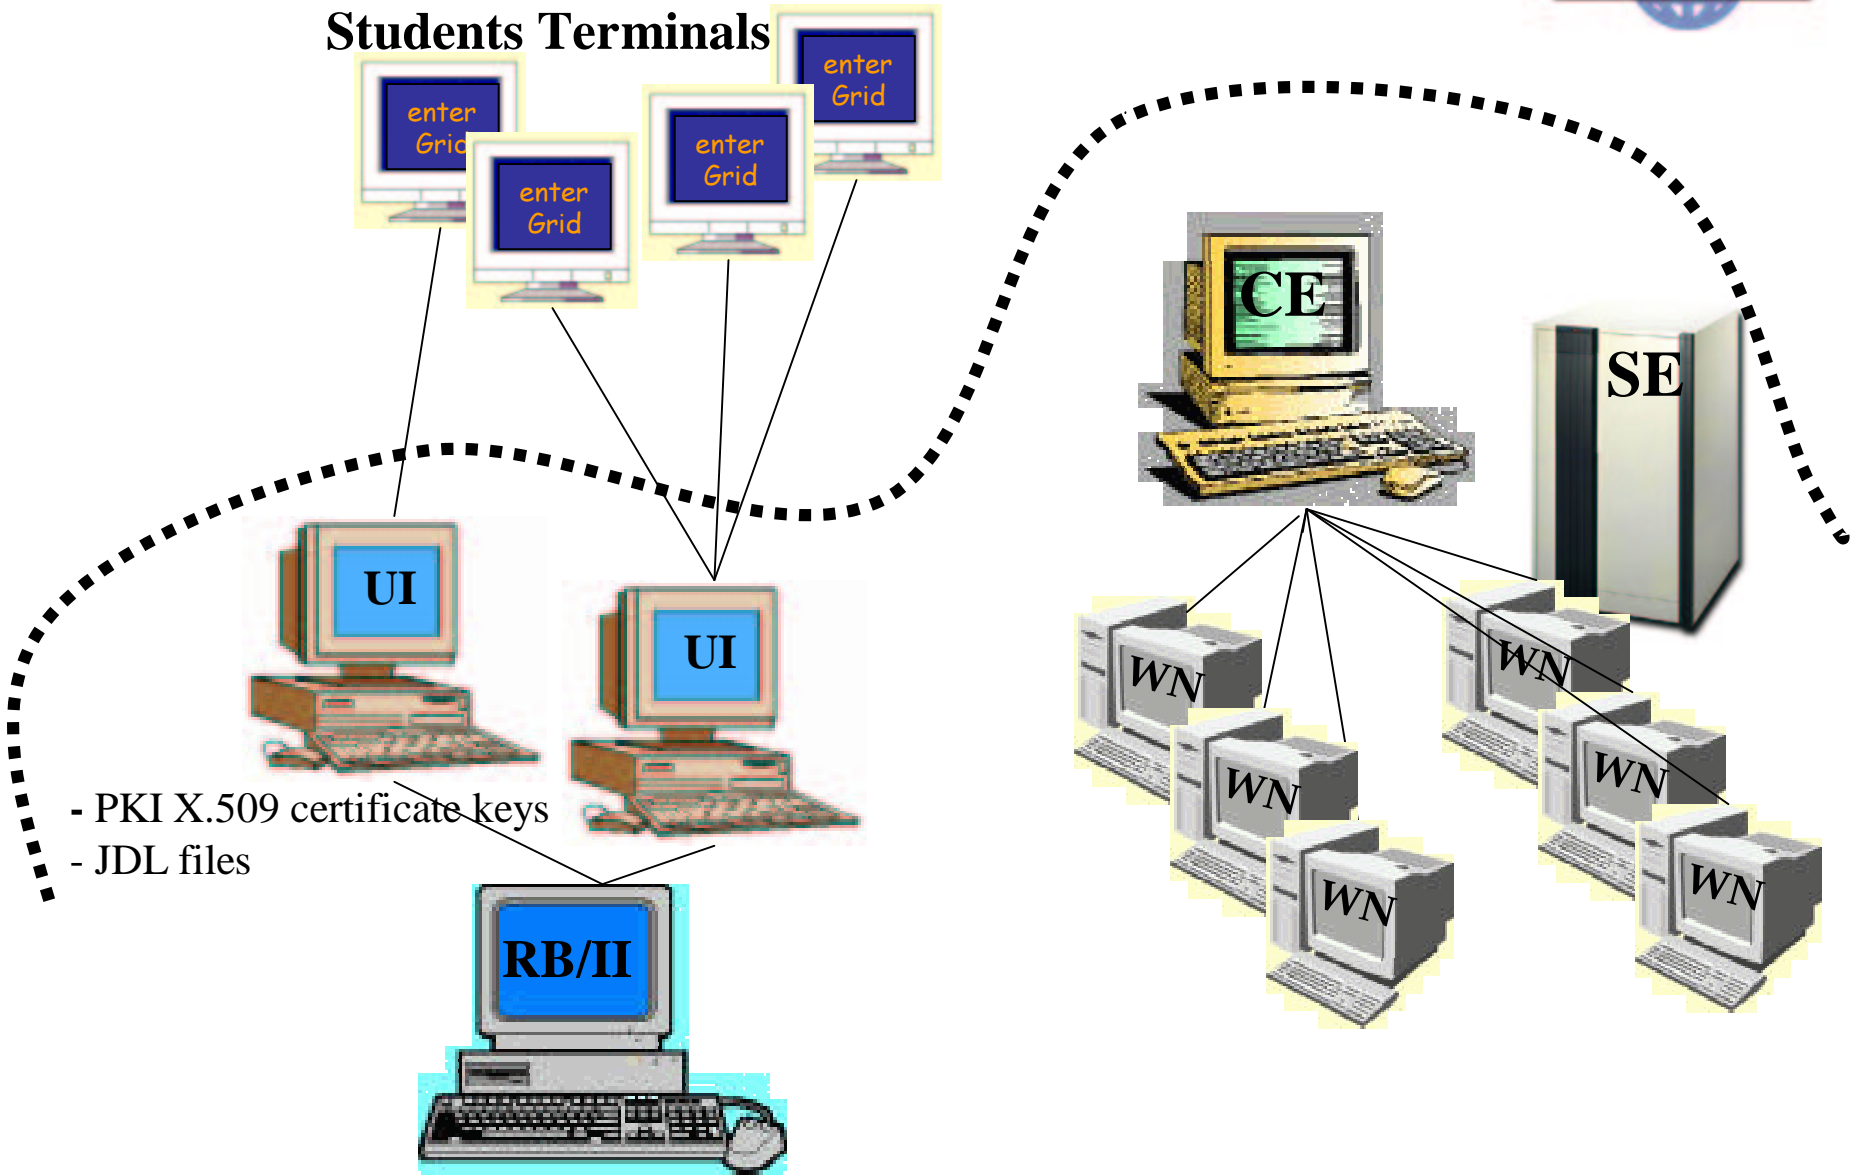 Students Terminals
enter
Grid
enter
Grid
enter
Grid
enter
Grid
CE
SE
UI
UI
WN
WN
WN
WN
WN
WN
- PKI X.509 certificate keys
- JDL files
RB/II